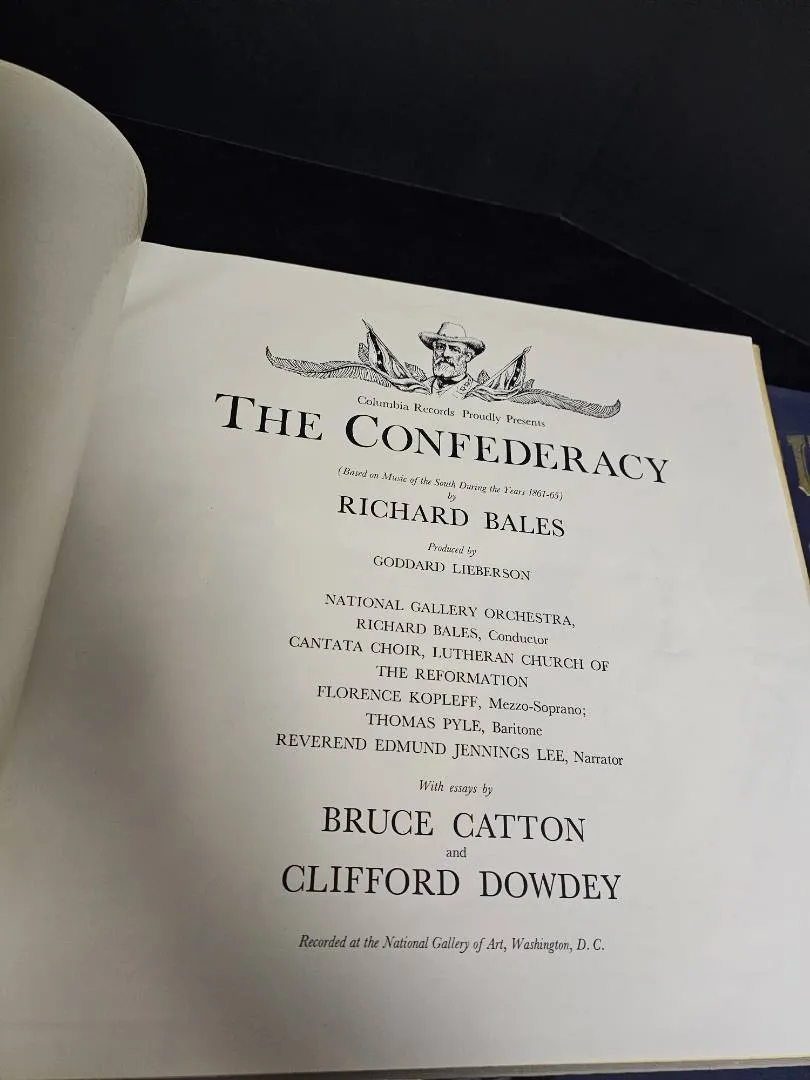 Columbia Records Proudly Presents
THE CONFEDERACY
(Based on Music of the South During the Years 1861-65)
by
RICHARD BALES
Produced by
GODDARD LIEBERSON
NATIONAL GALLERY ORCHESTRA,
RICHARD BALES, Conductor
CANTATA CHOIR, LUTHERAN CHURCH OF
THE REFORMATION
FLORENCE KOPLEFF, Mezzo-Soprano;
THOMAS PYLE, Baritone
REVEREND EDMUND JENNINGS LEE, Narrator
With essays by
BRUCE CATTON
and
CLIFFORD DOWDEY
Recorded at the National Gallery of Art, Washington, D. C.